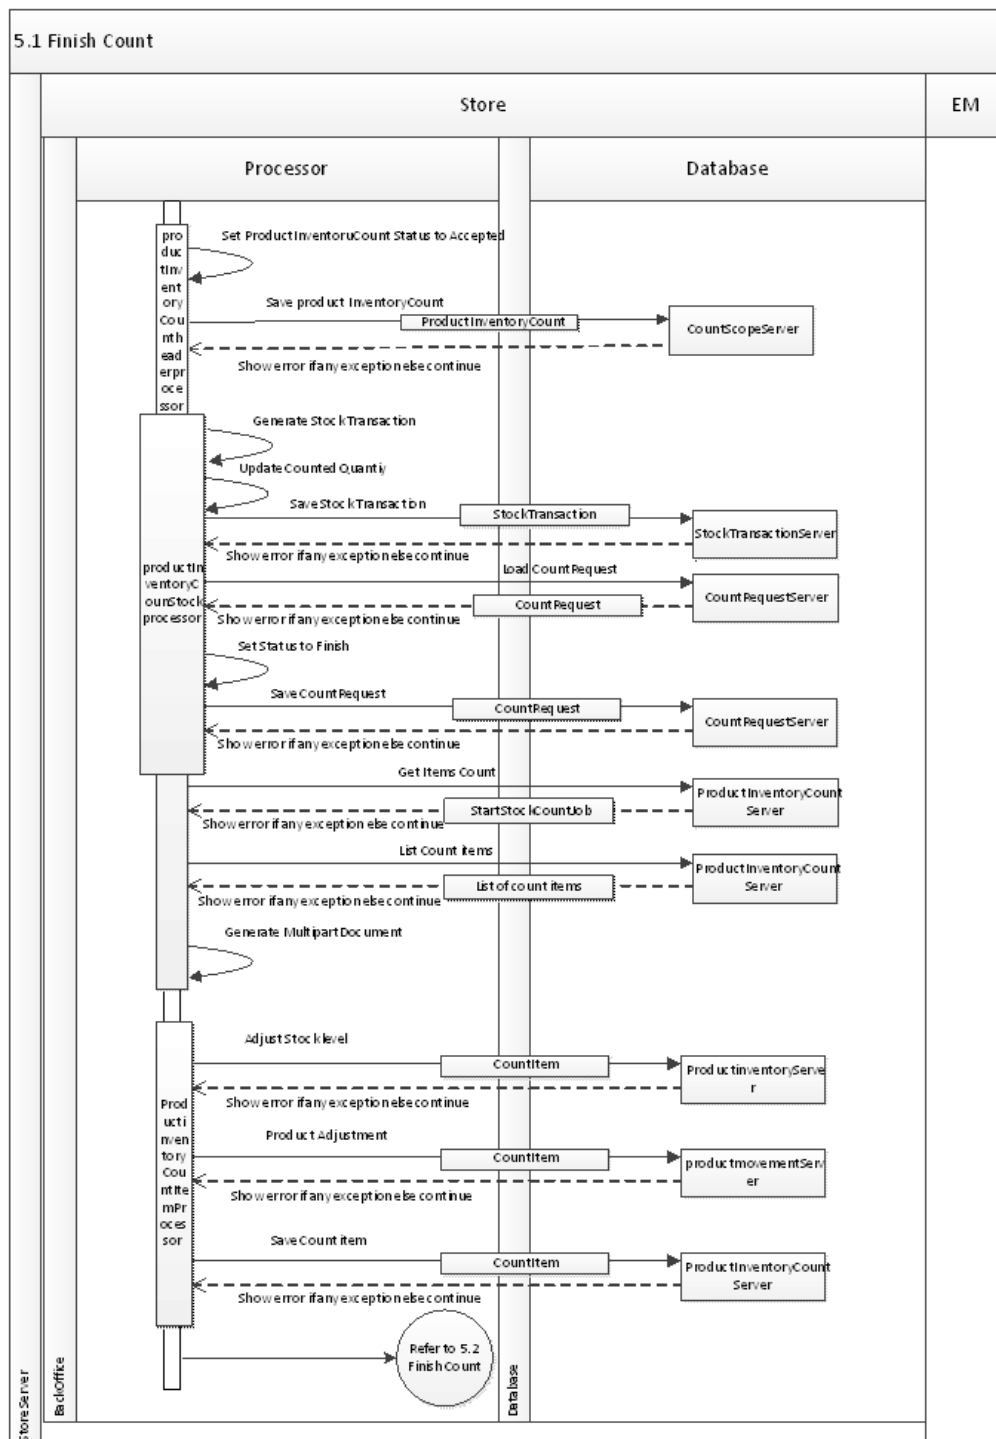 5.1 Finish Count
Store
EM
Processor
Database
pro
duc
tInv
ent
ory
Cou
nth
ead
erp
roce
ssor
Set ProductInventoruCount Status to Accepted
Save product InventoryCount
ProductInventoryCount
CountScopeServer
Show error if any exception else continue
Generate StockTransaction
Update Counted Quantiy
Save StockTransaction
StockTransaction
StockTransactionServer
Show error if any exception else continue
productIn
ventoryC
ounStock
processor
Load CountRequest
CountRequestServer
CountRequest
Show error if any exception else continue
Set Status to Finish
Save CountRequest
CountRequest
CountRequestServer
Show error if any exception else continue
Get Items Count
ProductInventoryCount
Server
StartStockCountJob
Show error if any exception else continue
List Count items
ProductInventoryCount
Server
List of count items
Show error if any exception else continue
Generate Multipart Document
Adjust Stock level
CountItem
ProductinventoryServe
r
Show error if any exception else continue
Prod
ucti
nven
tory
Cou
ntIte
mPr
oces
sor
Product Adjustment
CountItem
productmovementServ
er
Show error if any exception else continue
Save Count item
CountItem
ProductInventoryCount
Server
Show error if any exception else continue
Refer to 5.2
Finish Count
StoreServer
BackOffice
Database